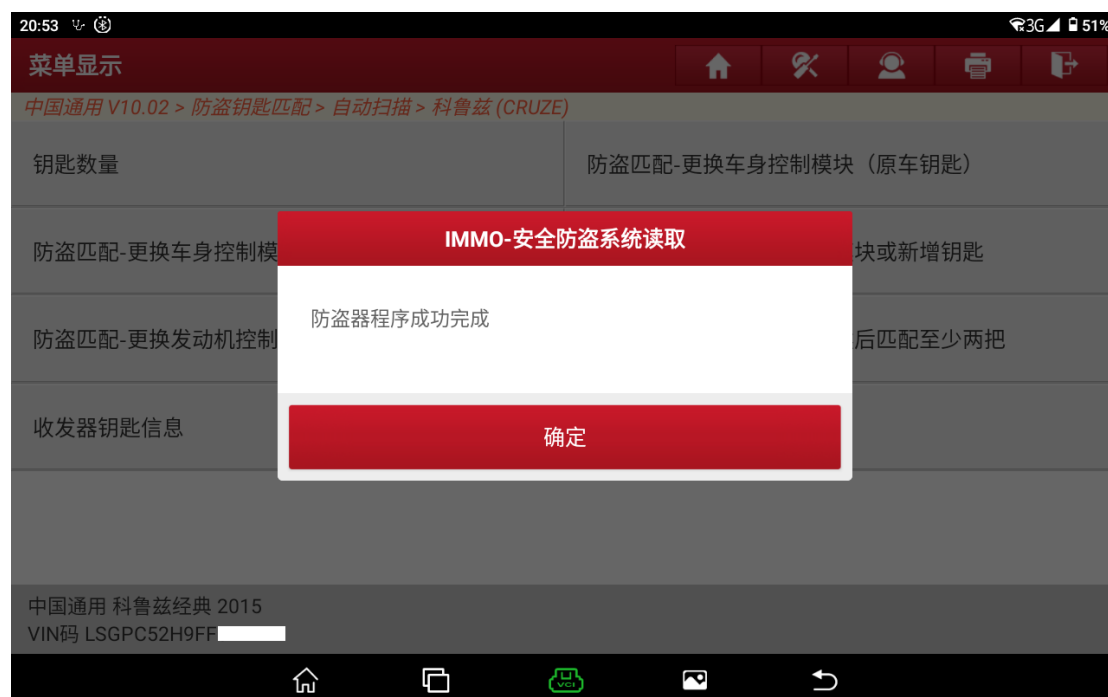 20:53
3G 51%
菜单显示
中国通用 V10.02 > 防盗钥匙匹配 > 自动扫描 > 科鲁兹 (CRUZE)
钥匙数量
防盗匹配-更换车身控制模块（原车钥匙）
IMMO-安全防盗系统读取
防盗匹配-更换车身控制模
块或新增钥匙
防盗器程序成功完成
防盗匹配-更换发动机控制
后匹配至少两把
收发器钥匙信息
确定
中国通用 科鲁兹经典 2015
VIN码 LSGPC52H9FF
VCI